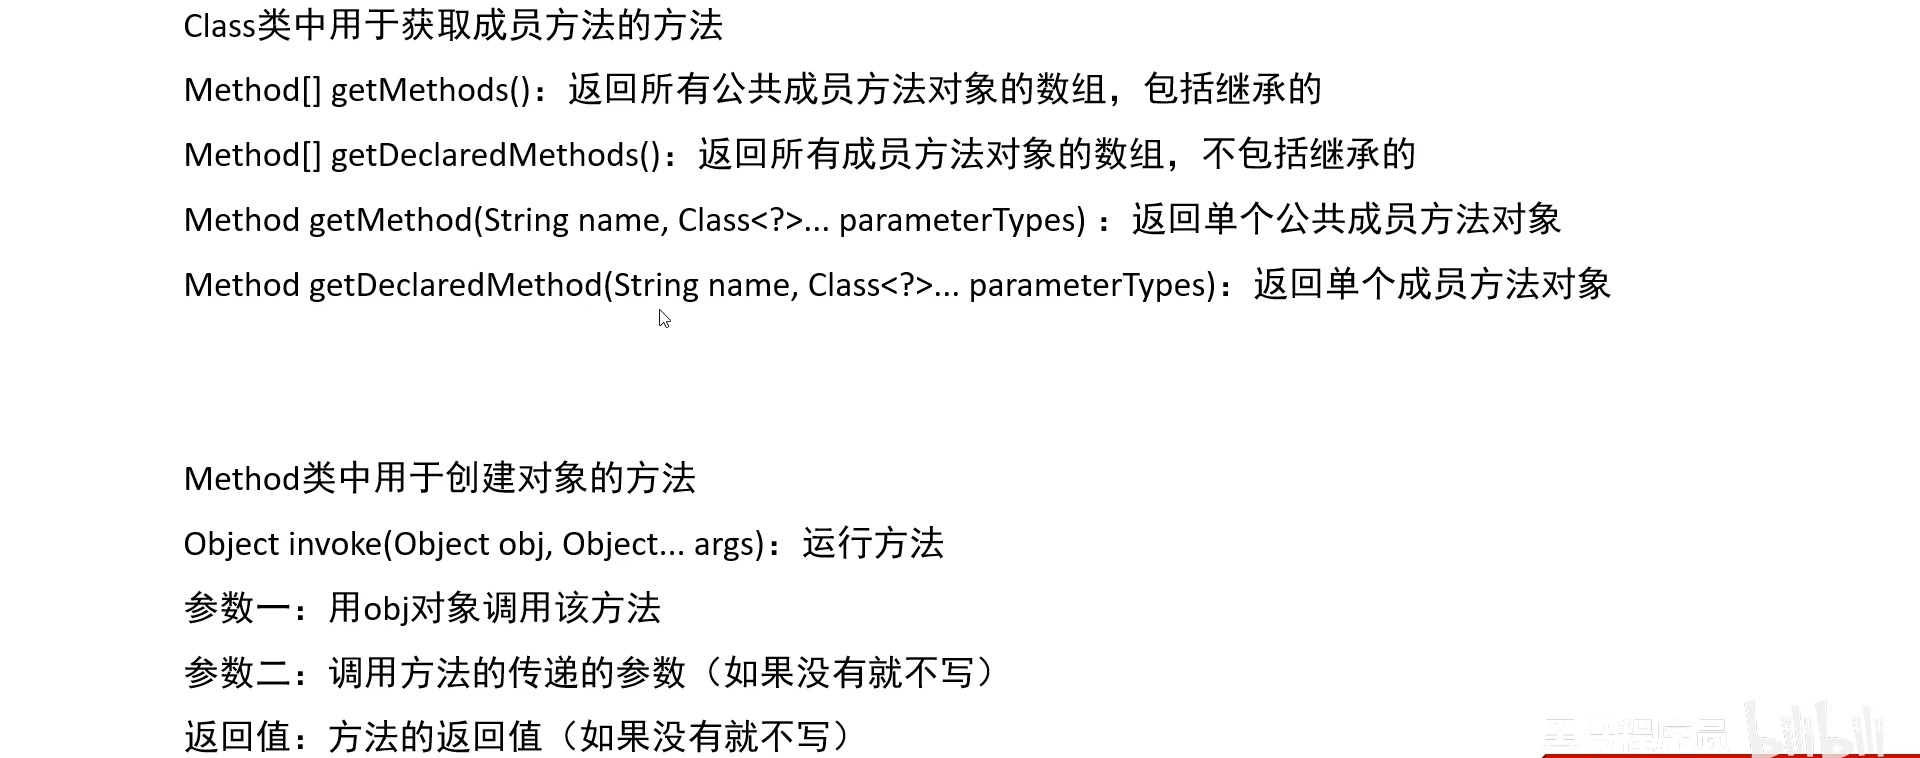 Class类中用于获取成员方法的方法
Method[] getMethods()：返回所有公共成员方法对象的数组，包括继承的
Method[] getDeclaredMethods()：返回所有成员方法对象的数组，不包括继承的
Method getMethod(String name, Class<?>... parameterTypes) ：返回单个公共成员方法对象
Method getDeclaredMethod(String name, Class<?>... parameterTypes)：返回单个成员方法对象
Method类中用于创建对象的方法
Object invoke(Object obj, Object... args)：运行方法
参数一：用obj对象调用该方法
参数二：调用方法的传递的参数（如果没有就不写）
返回值：方法的返回值（如果没有就不写）
黑马程序员 bilibili